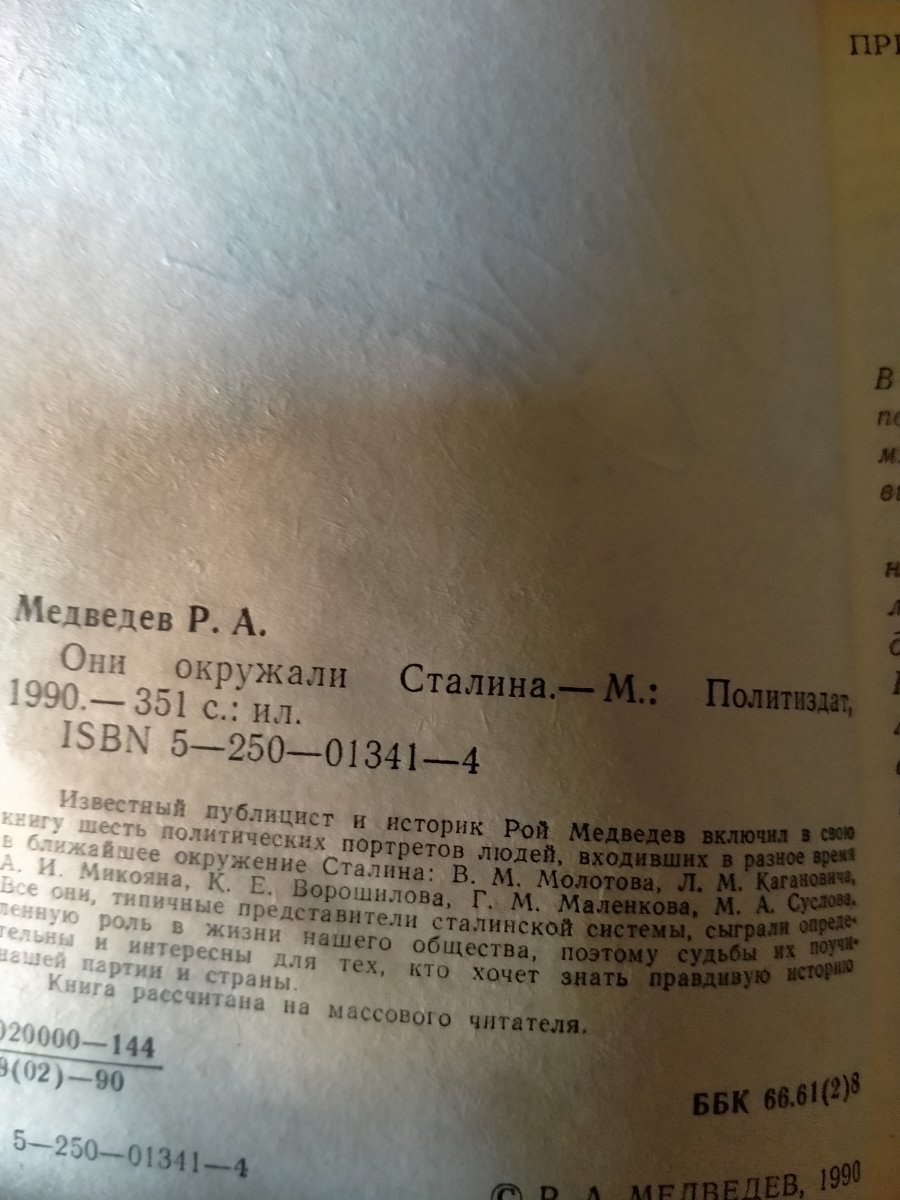 Медведев Р. А.
Они окружали Сталина.— М.: Политиздат,
1990.— 351 с.: ил.
ISBN 5—250—01341—4
Известный публицист и историк Рой Медведев включил в свою
книгу шесть политических портретов людей, входивших в разное время
в ближайшее окружение Сталина: В. М. Молотова, Л. М. Кагановича,
А. И. Микояна, К. Е. Ворошилова, Г. М. Маленкова, М. А. Суслова.
Все они, типичные представители сталинской системы, сыграли опреде-
ленную роль в жизни нашего общества, поэтому судьбы их поучи-
тельны и интересны для тех, кто хочет знать правдивую историю
нашей партии и страны.
Книга рассчитана на массового читателя.
020000—144
(02)—90
ББК 66.61(2)8
5—250—01341—4
© Р. А. МЕДВЕДЕВ, 1990
ПРИ
В